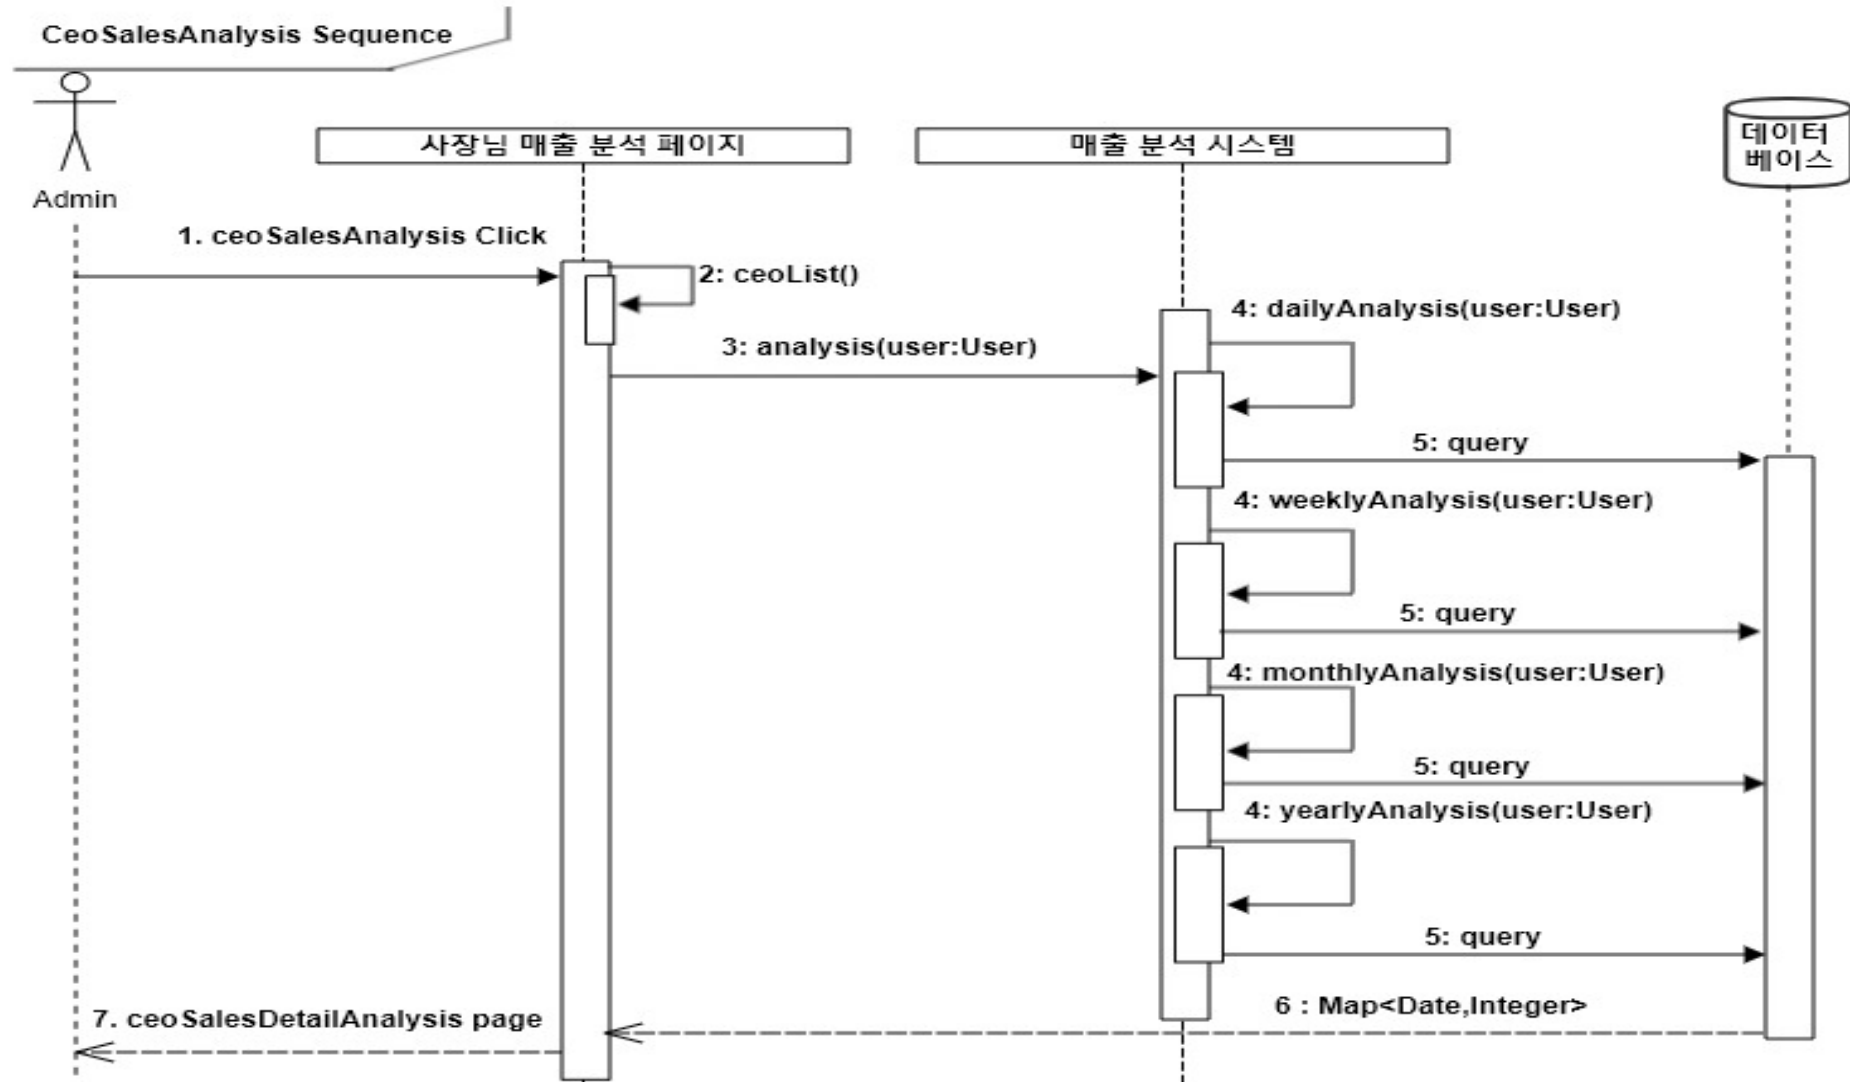 CeoSalesAnalysis Sequence
Admin
사장님 매출 분석 페이지
매출 분석 시스템
데이터
베이스
1. ceoSalesAnalysis Click
2: ceoList()
3: analysis(user:User)
4: dailyAnalysis(user:User)
5: query
4: weeklyAnalysis(user:User)
5: query
4: monthlyAnalysis(user:User)
5: query
4: yearlyAnalysis(user:User)
5: query
6 : Map<Date,Integer>
7. ceoSalesDetailAnalysis page